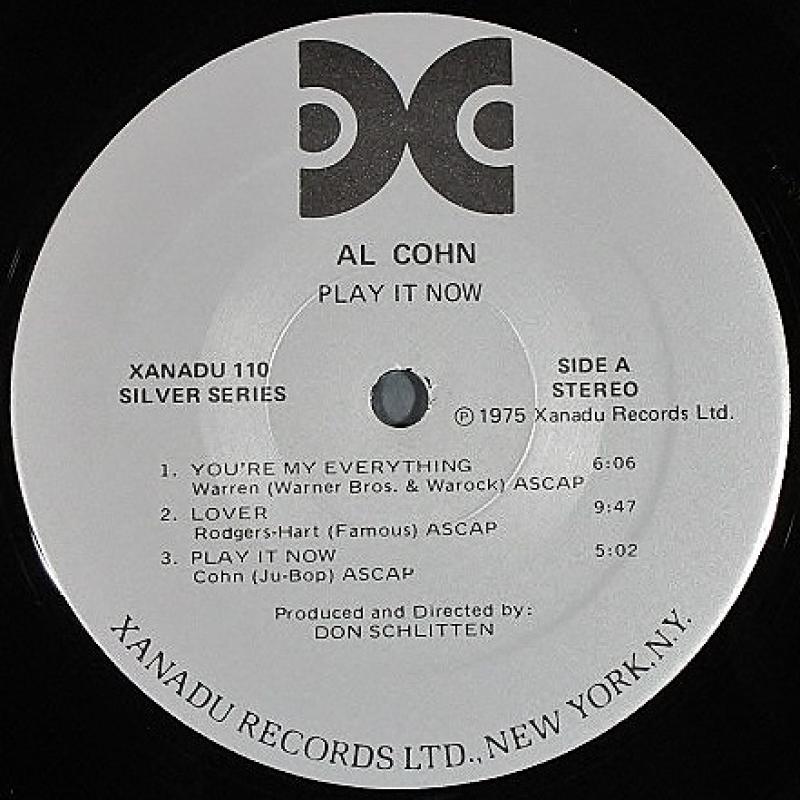 AL COHN
PLAY IT NOW
XANADU 110
SILVER SERIES
SIDE A
STEREO
Ⓟ 1975 Xanadu Records Ltd.
1. YOU'RE MY EVERYTHING 6:06
Warren (Warner Bros. & Warock) ASCAP
2. LOVER 9:47
Rodgers-Hart (Famous) ASCAP
3. PLAY IT NOW 5:02
Cohn (Ju-Bop) ASCAP
Produced and Directed by:
DON SCHLITTEN
XANADU RECORDS LTD., NEW YORK, N.Y.